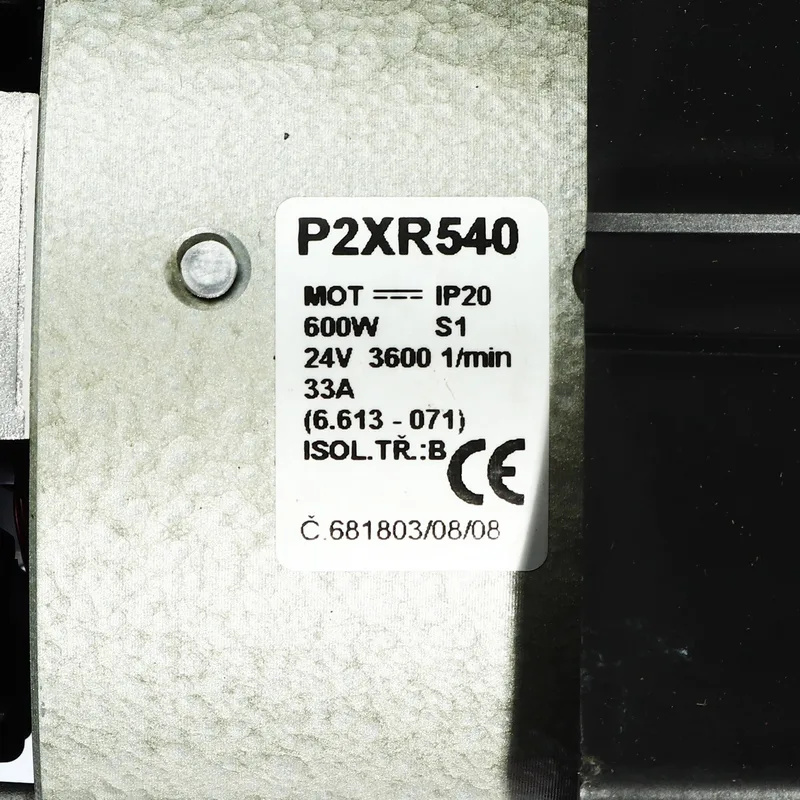 P2XR540
MOT ⎓ IP20
600W S1
24V 3600 1/min
33A
(6.613 - 071)
ISOL.TŘ.:B CE
Č.681803/08/08